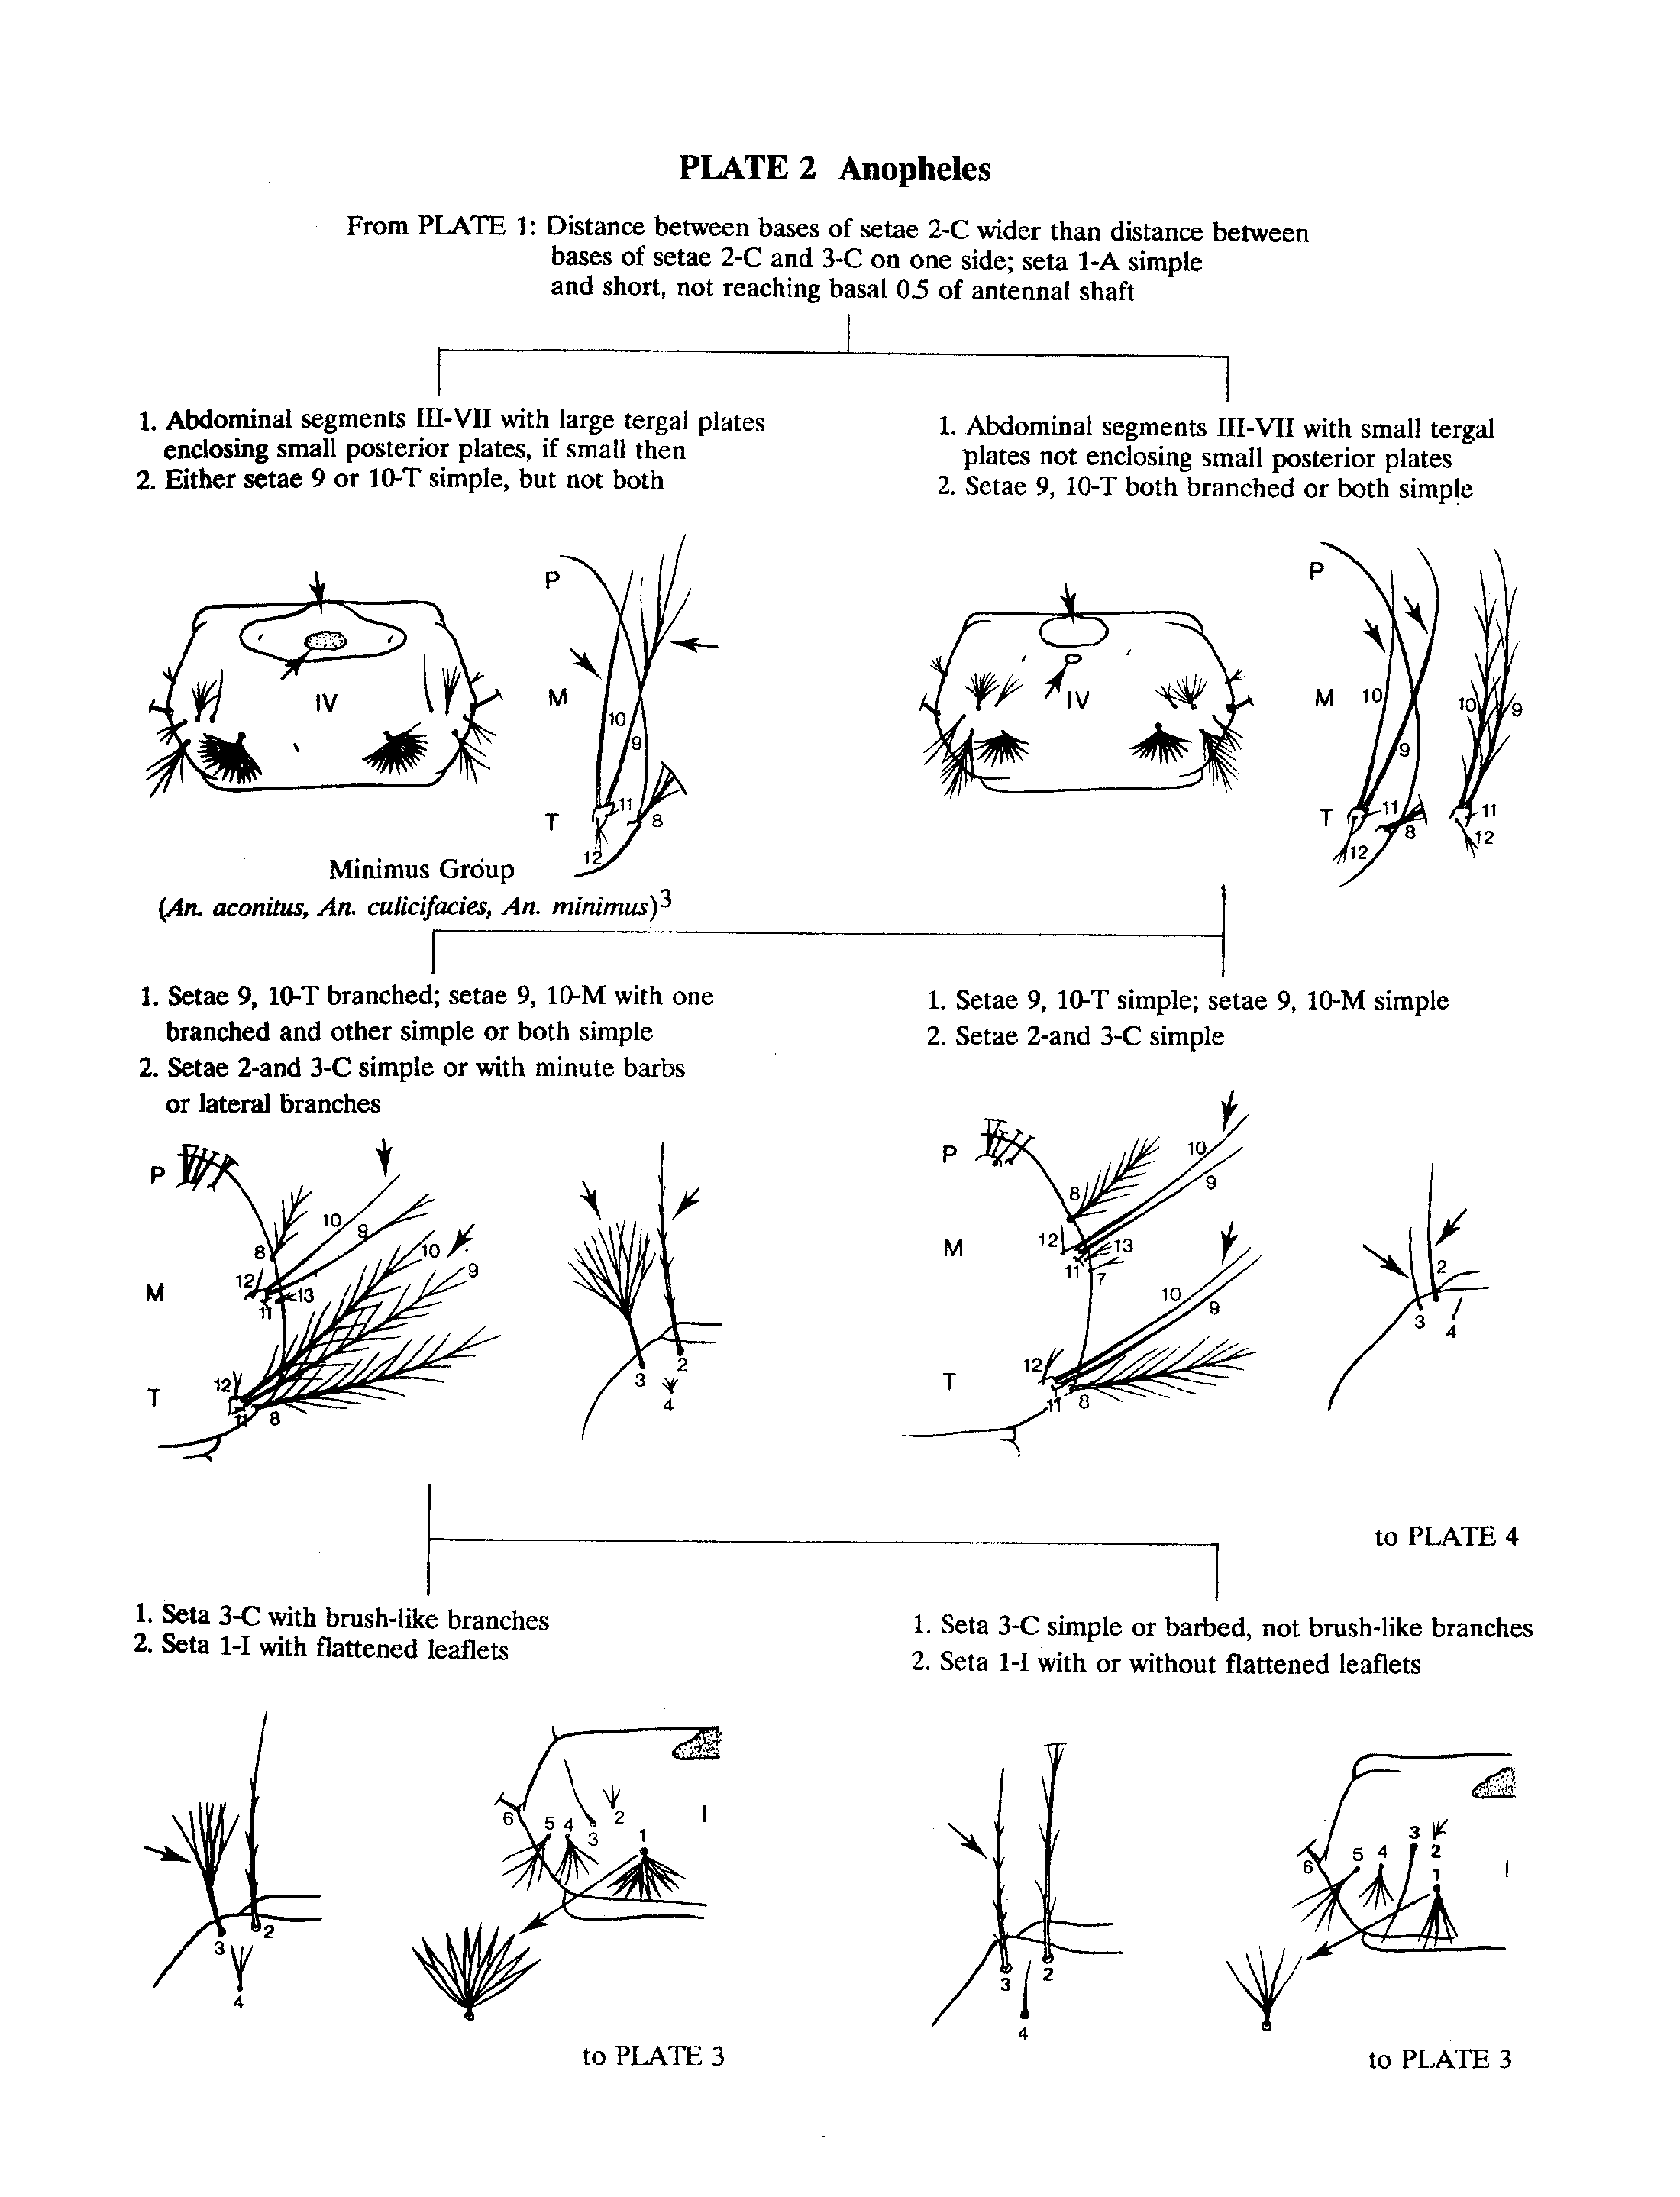 PLATE 2 Anopheles
From PLATE 1: Distance between bases of setae 2-C wider than distance between
bases of setae 2-C and 3-C on one side; seta 1-A simple
and short, not reaching basal 0.5 of antennal shaft
1. Abdominal segments III-VII with large tergal plates
enclosing small posterior plates, if small then
2. Either setae 9 or 10-T simple, but not both
1. Abdominal segments III-VII with small tergal
plates not enclosing small posterior plates
2. Setae 9, 10-T both branched or both simple
IV
P
M
T
10
9
11
8
12
IV
P
M
T
10
9
11
8
12
10
9
11
12
Minimus Group
(An. aconitus, An. culicifacies, An. minimus)3
1. Setae 9, 10-T branched; setae 9, 10-M with one
branched and other simple or both simple
2. Setae 2-and 3-C simple or with minute barbs
or lateral branches
1. Setae 9, 10-T simple; setae 9, 10-M simple
2. Setae 2-and 3-C simple
P
M
T
10
9
8
10
9
12
13
11
12
11
8
2
3
4
P
M
T
10
9
8
12
13
11
7
10
9
12
11
8
2
3
4
to PLATE 4
1. Seta 3-C with brush-like branches
2. Seta 1-I with flattened leaflets
1. Seta 3-C simple or barbed, not brush-like branches
2. Seta 1-I with or without flattened leaflets
3
2
4
6
5
4
3
2
1
I
3
2
4
6
5
4
3
2
1
I
to PLATE 3
to PLATE 3